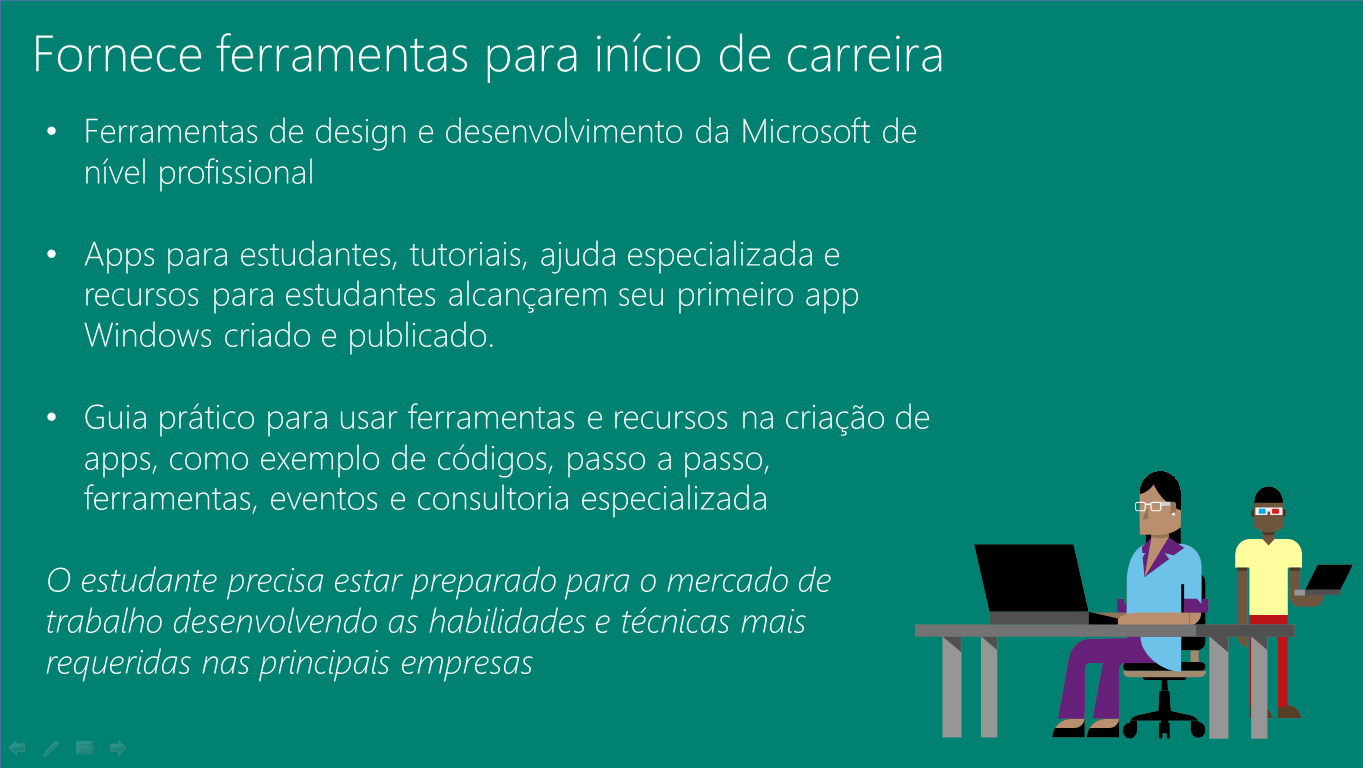 Fornece ferramentas para início de carreira
• Ferramentas de design e desenvolvimento da Microsoft de
nível profissional
• Apps para estudantes, tutoriais, ajuda especializada e
recursos para estudantes alcançarem seu primeiro app
Windows criado e publicado.
• Guia prático para usar ferramentas e recursos na criação de
apps, como exemplo de códigos, passo a passo,
ferramentas, eventos e consultoria especializada
O estudante precisa estar preparado para o mercado de
trabalho desenvolvendo as habilidades e técnicas mais
requeridas nas principais empresas